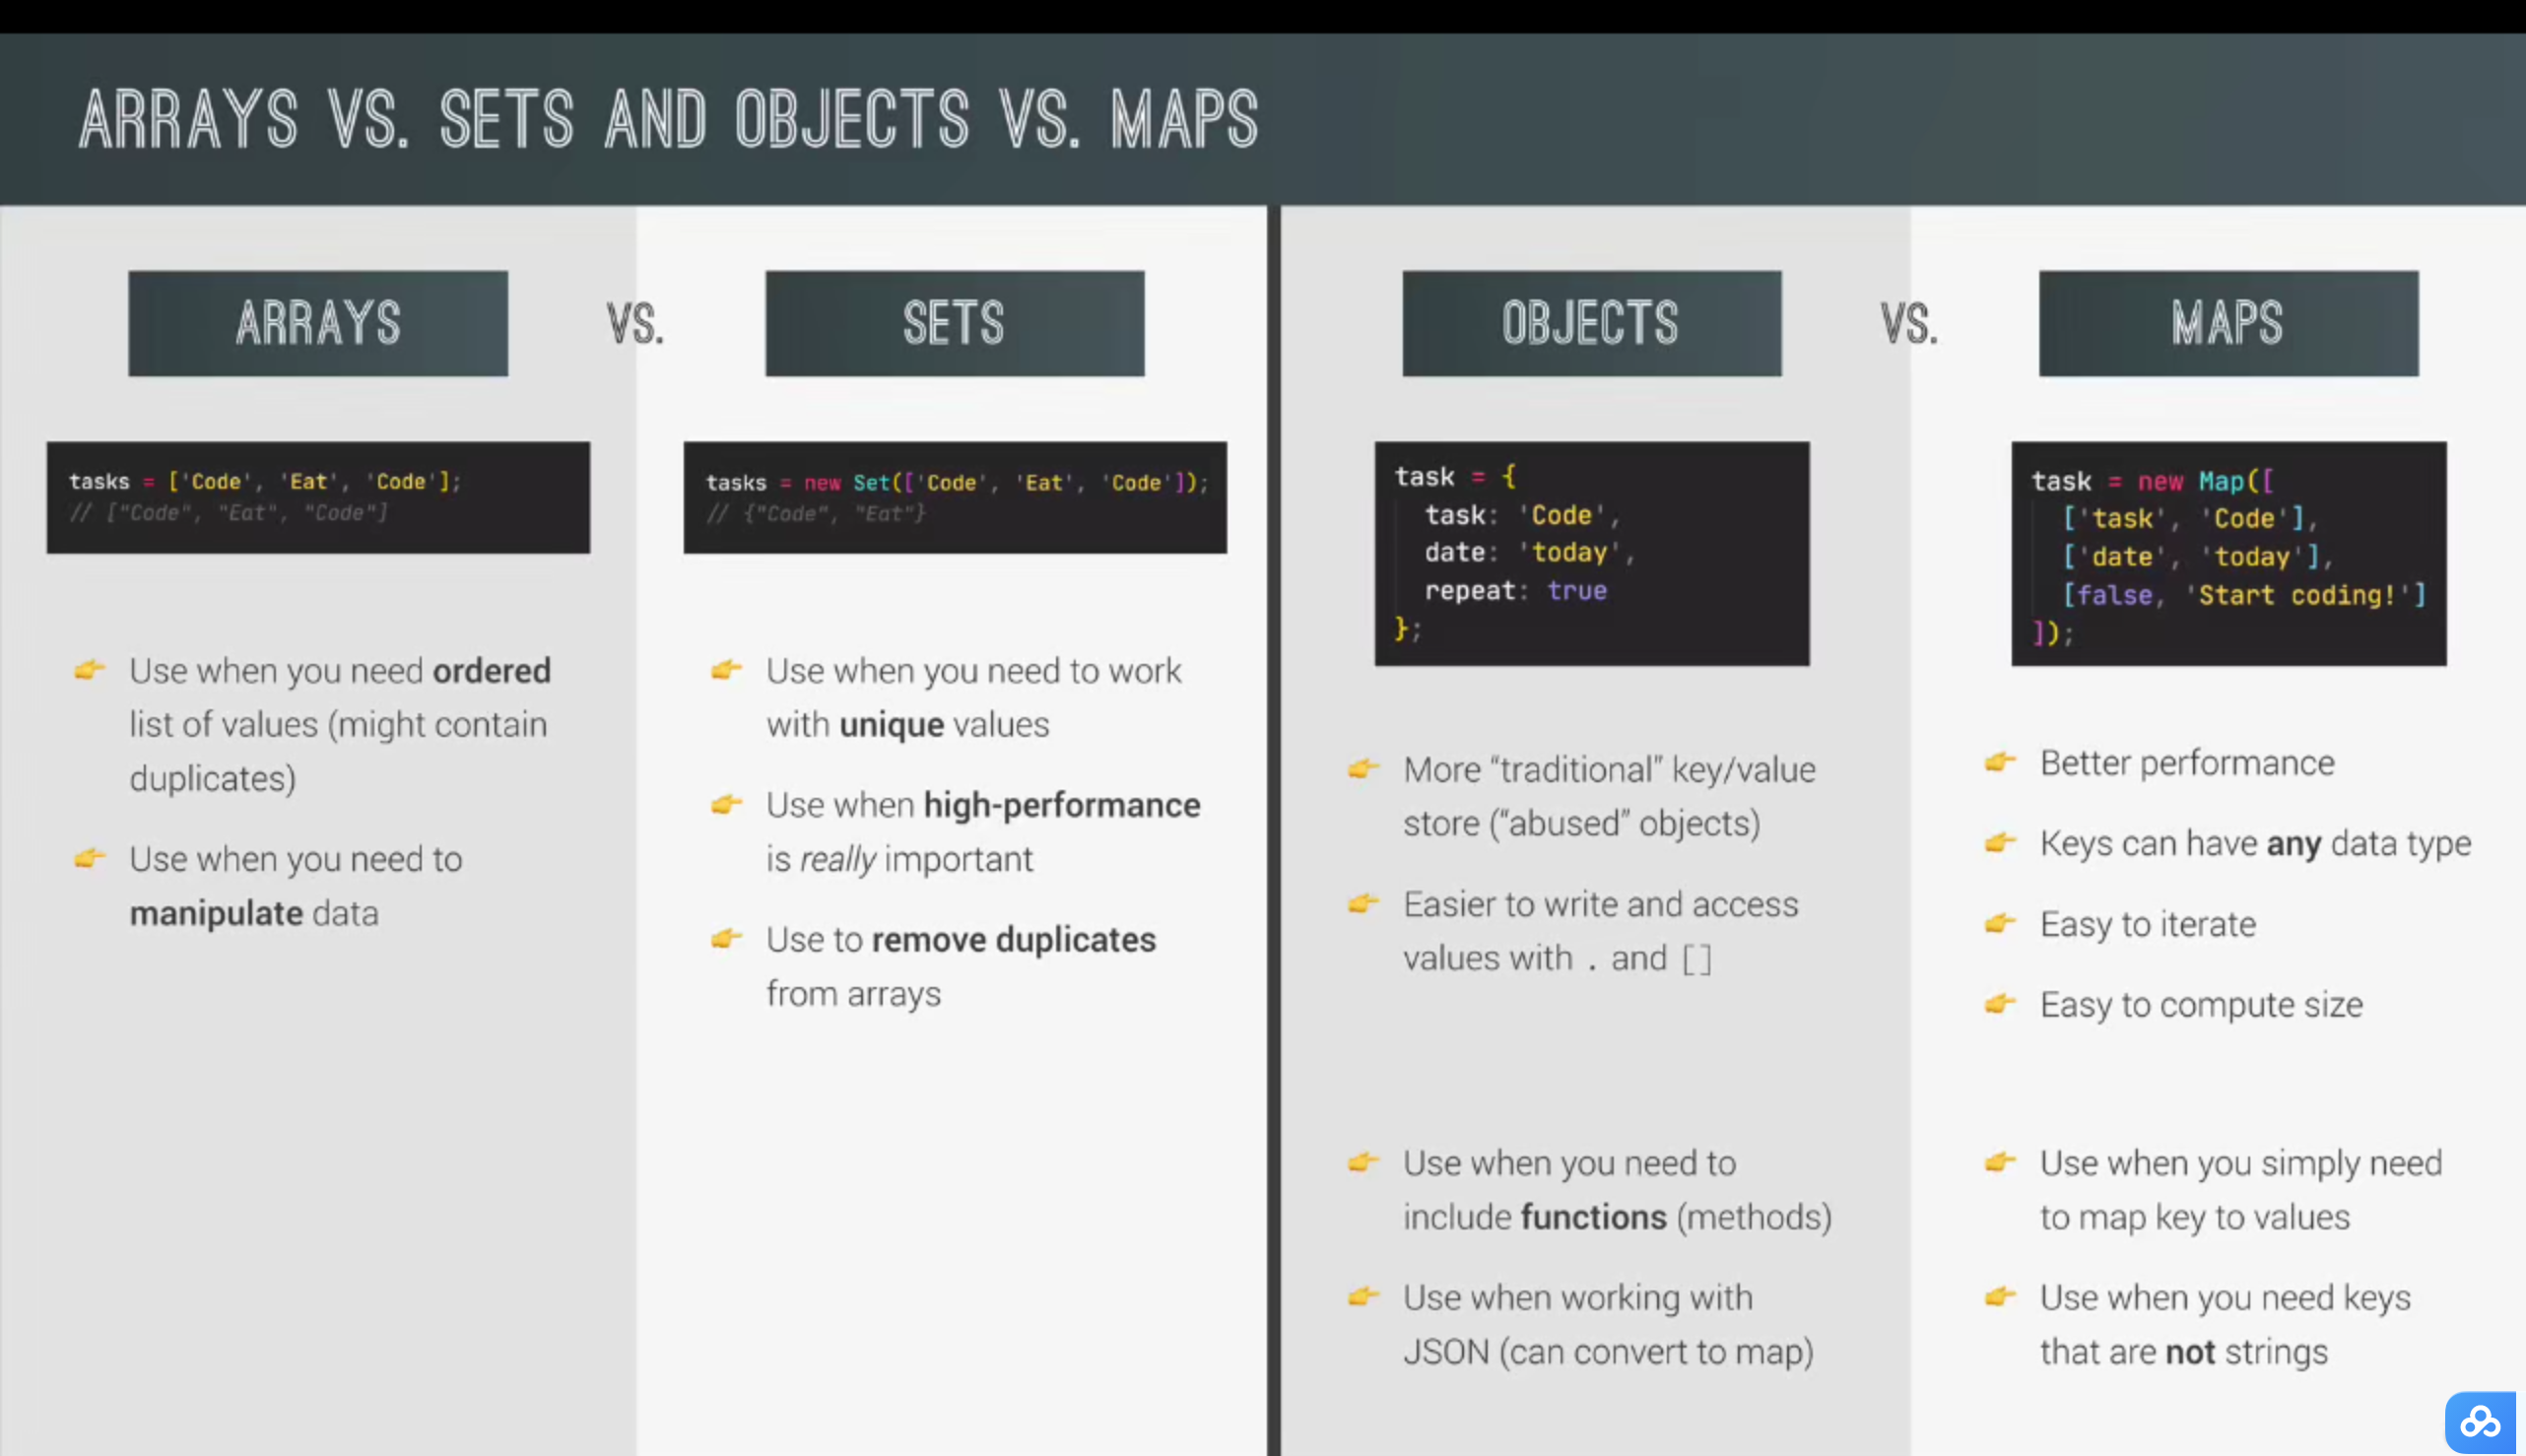 ARRAYS VS. SETS AND OBJECTS VS. MAPS
ARRAYS
VS.
SETS
tasks = ['Code', 'Eat', 'Code'];
// ["Code", "Eat", "Code"]
tasks = new Set(['Code', 'Eat', 'Code']);
// {"Code", "Eat"}
👉 Use when you need ordered
list of values (might contain
duplicates)
👉 Use when you need to
manipulate data
👉 Use when you need to work
with unique values
👉 Use when high-performance
is really important
👉 Use to remove duplicates
from arrays
OBJECTS
VS.
MAPS
task = {
task: 'Code',
date: 'today',
repeat: true
};
task = new Map([
['task', 'Code'],
['date', 'today'],
[false, 'Start coding!']
]);
👉 More “traditional” key/value
store (“abused” objects)
👉 Easier to write and access
values with . and []
👉 Use when you need to
include functions (methods)
👉 Use when working with
JSON (can convert to map)
👉 Better performance
👉 Keys can have any data type
👉 Easy to iterate
👉 Easy to compute size
👉 Use when you simply need
to map key to values
👉 Use when you need keys
that are not strings